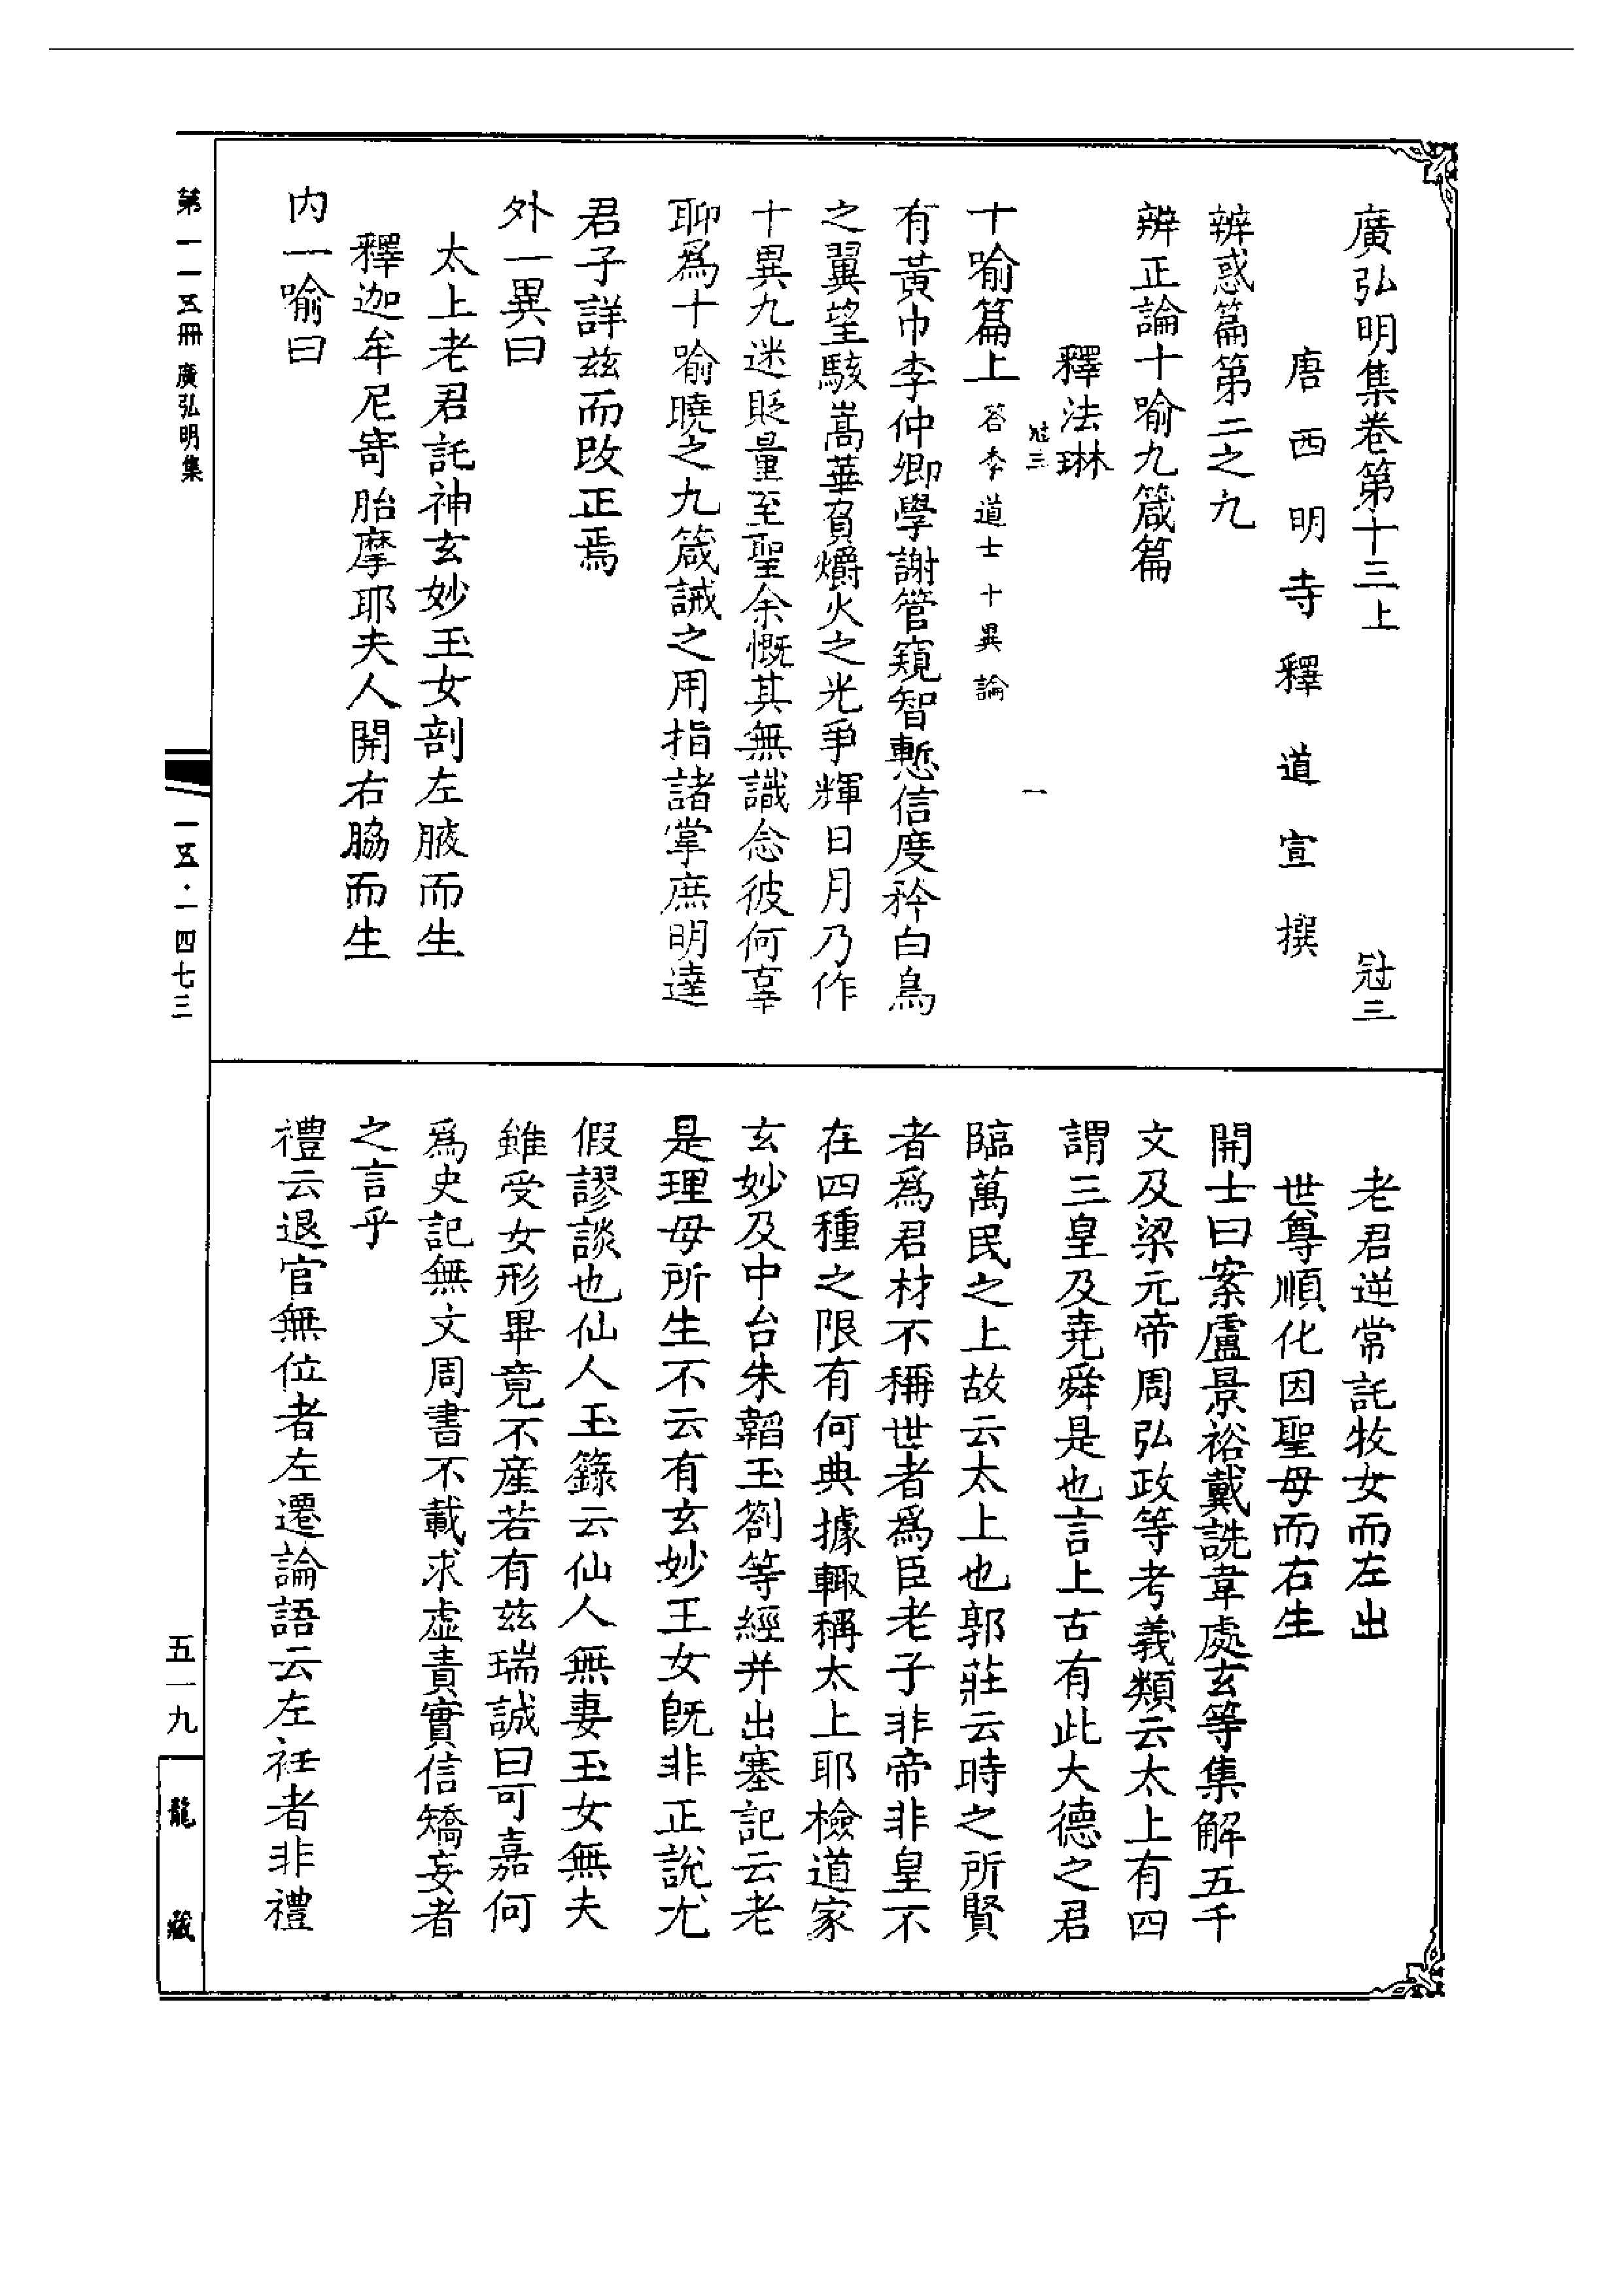 廣弘明集卷第十三上　冠三
唐西明寺釋道宣撰
辨惑篇第二之九
辨正論十喻九箴篇
釋法琳
冠三　一
十喻篇上 答李道士十異論
有黃巾李仲卿學謝管窺智慙信度矜白鳥
之翼望駭嵩華負爝火之光爭輝日月乃作
十異九迷貶量至聖余慨其無識念彼何辜
聊爲十喻曉之九箴誡之用指諸掌庶明達
君子詳兹而改正焉
外一異曰
太上老君託神玄妙玉女剖左腋而生
釋迦牟尼寄胎摩耶夫人開右脇而生
内一喻曰
老君逆常託牧女而左出
世尊順化因聖母而右生
開士曰案盧景裕戴詵韋處玄等集解五千
文及梁元帝周弘政等考義類云太上有四
謂三皇及堯舜是也言上古有此大德之君
臨萬民之上故云太上也郭莊云時之所賢
者爲君材不稱世者爲臣老子非帝非皇不
在四種之限有何典據輙稱太上耶檢道家
玄妙及中台朱韜玉劄等經并出塞記云老
是理母所生不云有玄妙王女旣非正說尤
假謬談也仙人玉籙云仙人無妻玉女無夫
雖受女形畢竟不産若有兹瑞誠曰可嘉何
爲史記無文周書不載求虛責實信矯妄者
之言乎
禮云退官無位者左遷論語云左衽者非禮
第一一五冊 廣弘明集
一五·一四七三
五一九
龍藏